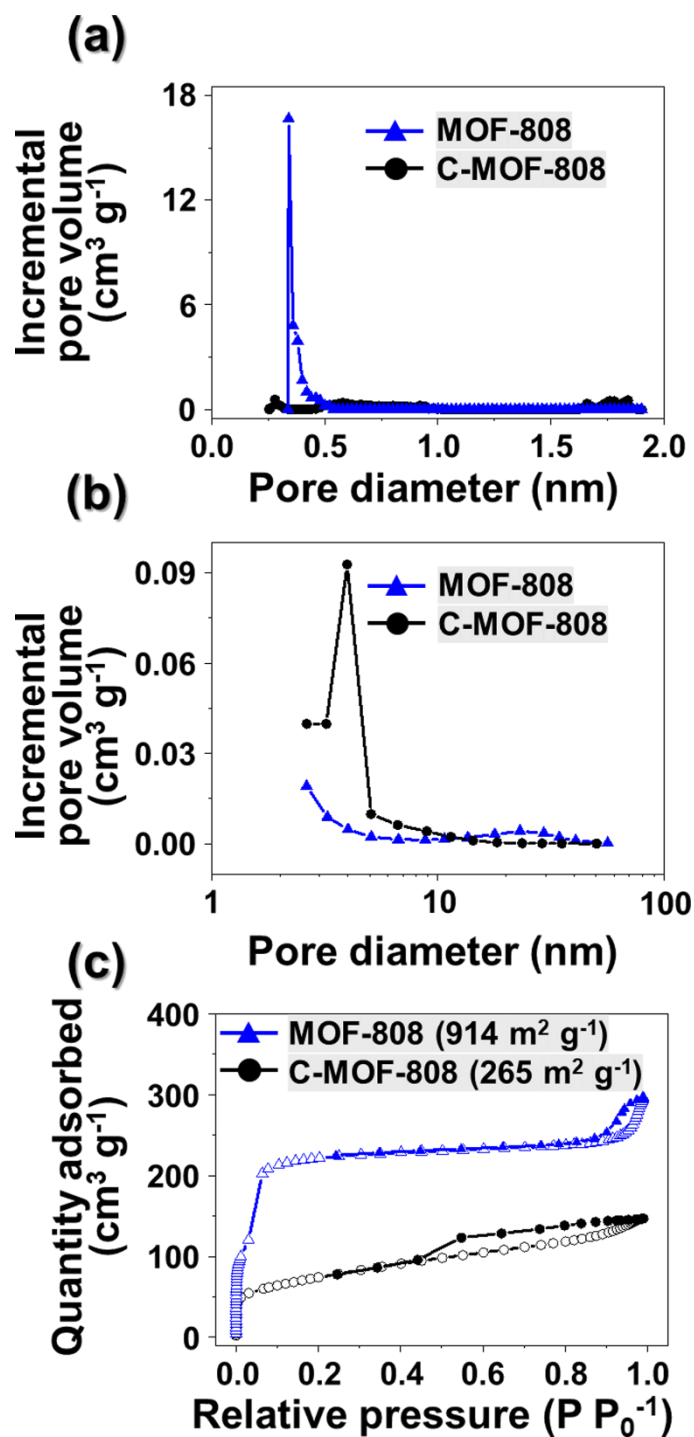 (a)
Incremental
pore volume
(cm³ g⁻¹)
18
12
6
0
MOF-808
C-MOF-808
0.0 0.5 1.0 1.5 2.0
Pore diameter (nm)
(b)
Incremental
pore volume
(cm³ g⁻¹)
0.09
0.06
0.03
0.00
MOF-808
C-MOF-808
1 10 100
Pore diameter (nm)
(c)
Quantity adsorbed
(cm³ g⁻¹)
400
300
200
100
0
MOF-808 (914 m² g⁻¹)
C-MOF-808 (265 m² g⁻¹)
0.0 0.2 0.4 0.6 0.8 1.0
Relative pressure (P P₀⁻¹)